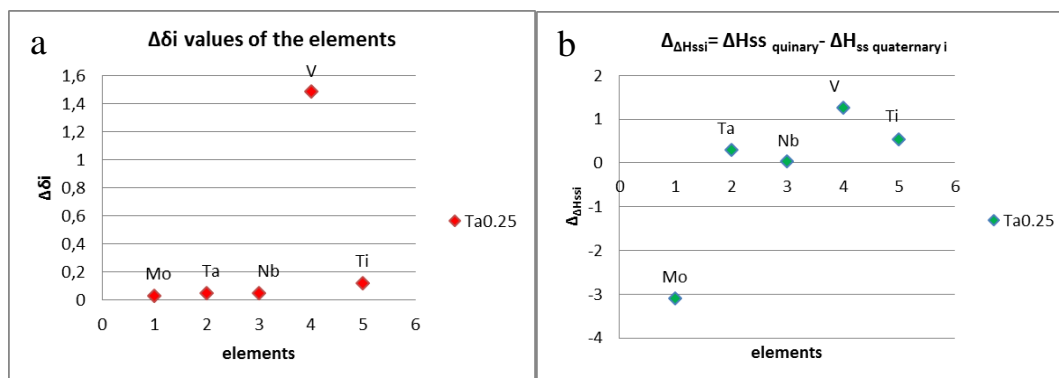 a
Δδi values of the elements
Δδi
1,6
1,4
1,2
1
0,8
0,6
0,4
0,2
0
V
Mo
Ta
Nb
Ti
0 1 2 3 4 5 6
elements
Ta0.25
b
Δ_ΔHssi= ΔHss quinary- ΔHss quaternary i
Δ_ΔHssi
2
1
0
-1
-2
-3
-4
V
Ti
Ta
Nb
0 1 2 3 4 5 6
Mo
elements
Ta0.25